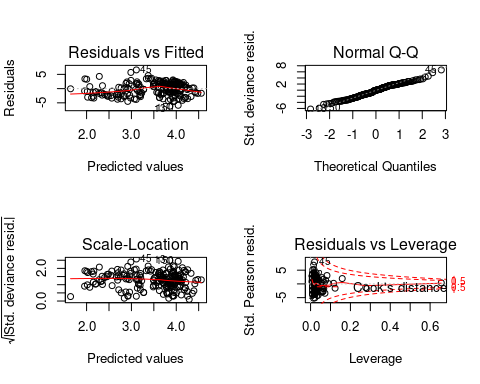 Residuals vs Fitted
Residuals
5
-5
45
2.0 3.0 4.0
Predicted values
Normal Q-Q
Std. deviance resid.
8
2
-6
45
-3 -2 -1 0 1 2 3
Theoretical Quantiles
Scale-Location
√|Std. deviance resid.|
2.0
0.0
45
2.0 3.0 4.0
Predicted values
Residuals vs Leverage
Std. Pearson resid.
5
-5
45
Cook's distance
0.5
0.5
0.0 0.2 0.4 0.6
Leverage